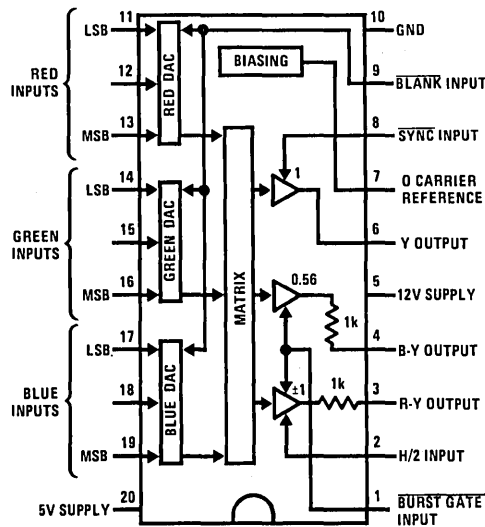 11
LSB
10
GND
RED INPUTS
12
RED DAC
BIASING
9
BLANK INPUT
13
MSB
8
SYNC INPUT
14
LSB
1
7
O CARRIER
REFERENCE
GREEN INPUTS
15
GREEN DAC
MATRIX
6
Y OUTPUT
16
MSB
0.56
5
12V SUPPLY
17
LSB
1k
4
B-Y OUTPUT
BLUE INPUTS
18
BLUE DAC
±1
1k
3
R-Y OUTPUT
19
MSB
2
H/2 INPUT
20
5V SUPPLY
1
BURST GATE
INPUT